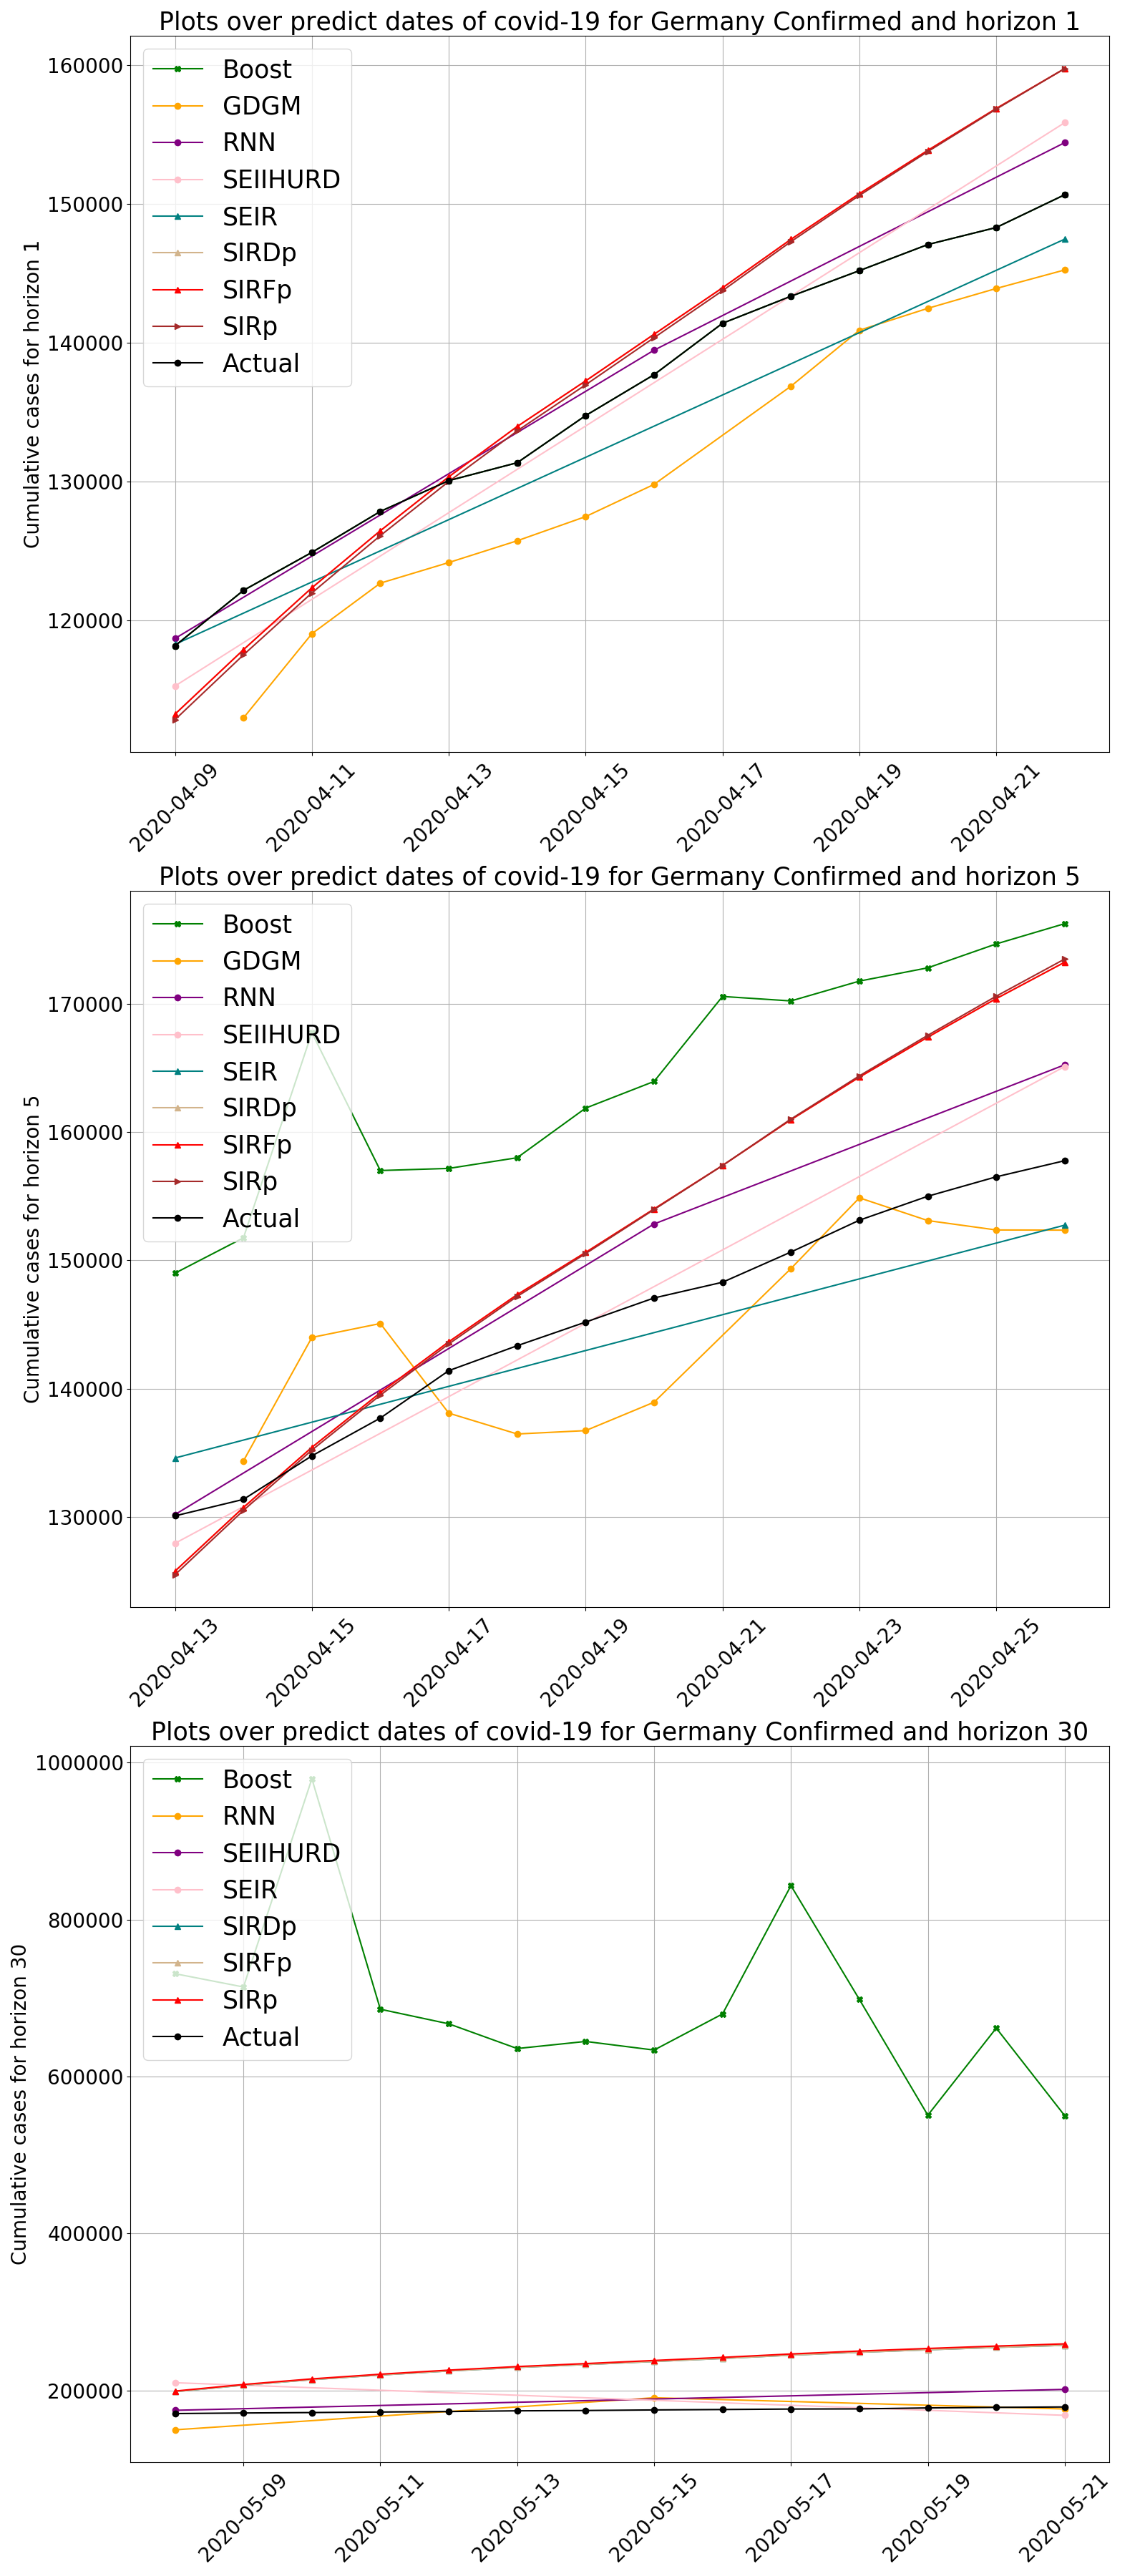 Plots over predict dates of covid-19 for Germany Confirmed and horizon 1
Cumulative cases for horizon 1
160000
150000
140000
130000
120000
Boost
GDGM
RNN
SEIIHURD
SEIR
SIRDp
SIRFp
SIRp
Actual
2020-04-09
2020-04-11
2020-04-13
2020-04-15
2020-04-17
2020-04-19
2020-04-21
Plots over predict dates of covid-19 for Germany Confirmed and horizon 5
Cumulative cases for horizon 5
170000
160000
150000
140000
130000
Boost
GDGM
RNN
SEIIHURD
SEIR
SIRDp
SIRFp
SIRp
Actual
2020-04-13
2020-04-15
2020-04-17
2020-04-19
2020-04-21
2020-04-23
2020-04-25
Plots over predict dates of covid-19 for Germany Confirmed and horizon 30
Cumulative cases for horizon 30
1000000
800000
600000
400000
200000
Boost
RNN
SEIIHURD
SEIR
SIRDp
SIRFp
SIRp
Actual
2020-05-09
2020-05-11
2020-05-13
2020-05-15
2020-05-17
2020-05-19
2020-05-21